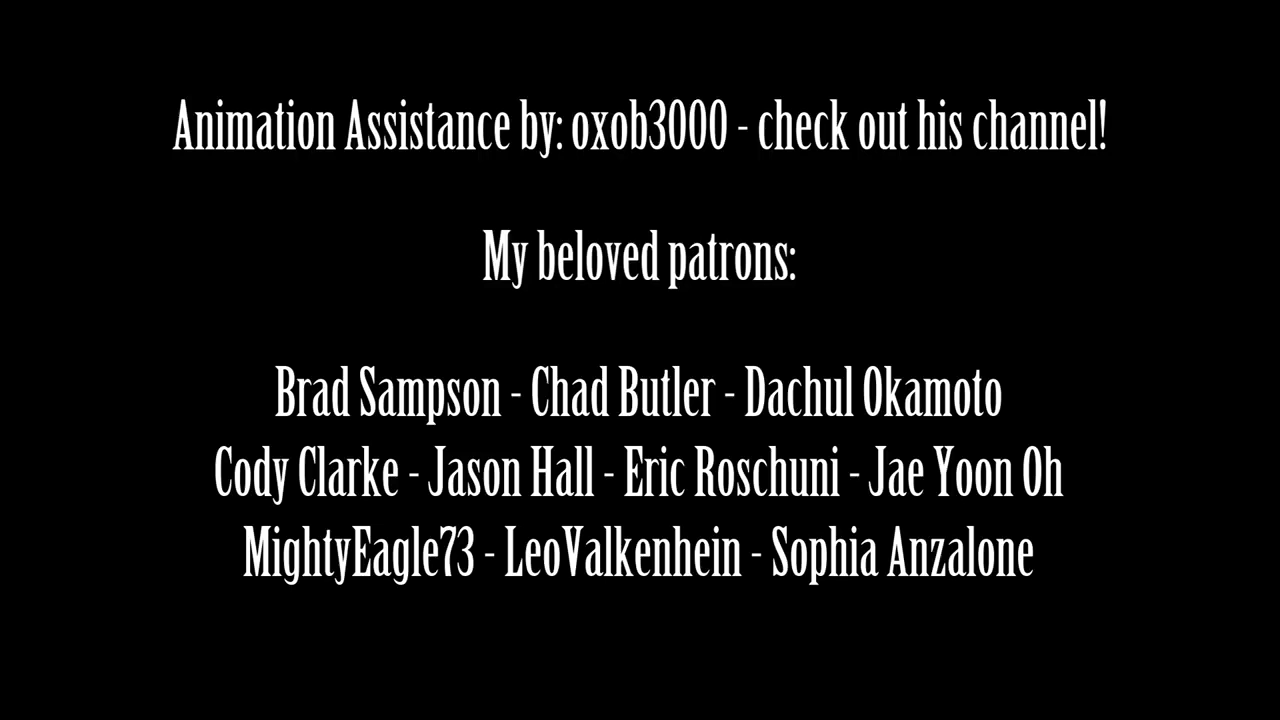 Animation Assistance by: oxob3000 - check out his channel!
My beloved patrons:
Brad Sampson - Chad Butler - Dachul Okamoto
Cody Clarke - Jason Hall - Eric Roschuni - Jae Yoon Oh
MightyEagle73 - LeoValkenhein - Sophia Anzalone